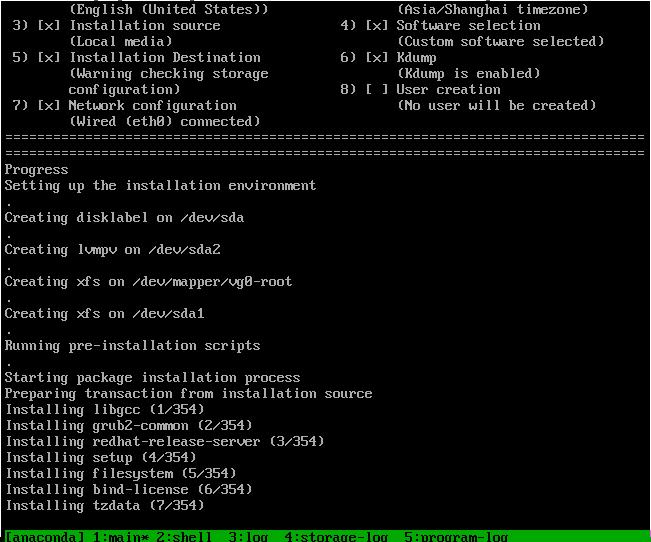 (English (United States)) (Asia/Shanghai timezone)
3) [x] Installation source 4) [x] Software selection
(Local media) (Custom software selected)
5) [x] Installation Destination 6) [x] Kdump
(Warning checking storage (Kdump is enabled)
configuration) 8) [ ] User creation
7) [x] Network configuration (No user will be created)
(Wired (eth0) connected)
================================================================================
================================================================================
Progress
Setting up the installation environment
.
Creating disklabel on /dev/sda
.
Creating lvmpv on /dev/sda2
.
Creating xfs on /dev/mapper/vg0-root
.
Creating xfs on /dev/sda1
.
Running pre-installation scripts
.
Starting package installation process
Preparing transaction from installation source
Installing libgcc (1/354)
Installing grub2-common (2/354)
Installing redhat-release-server (3/354)
Installing setup (4/354)
Installing filesystem (5/354)
Installing bind-license (6/354)
Installing tzdata (7/354)
[anaconda] 1:main* 2:shell 3:log 4:storage-log 5:program-log